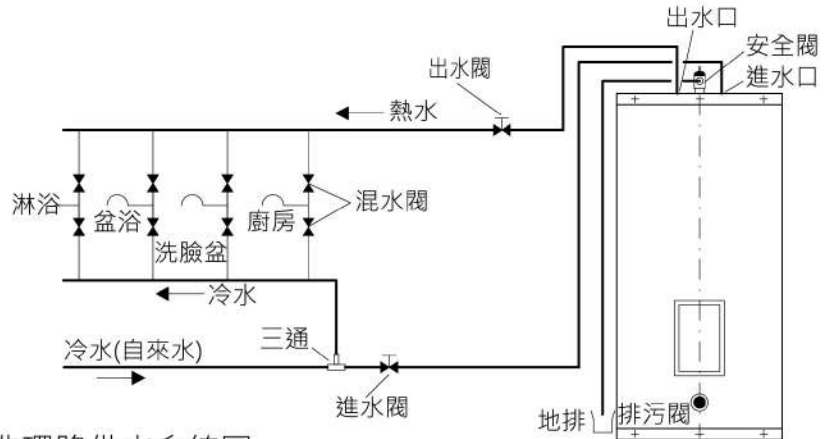 出水口
安全閥
出水閥
進水口
熱水
淋浴
盆浴
廚房
混水閥
洗臉盆
冷水
三通
冷水(自來水)
進水閥
地排
排污閥